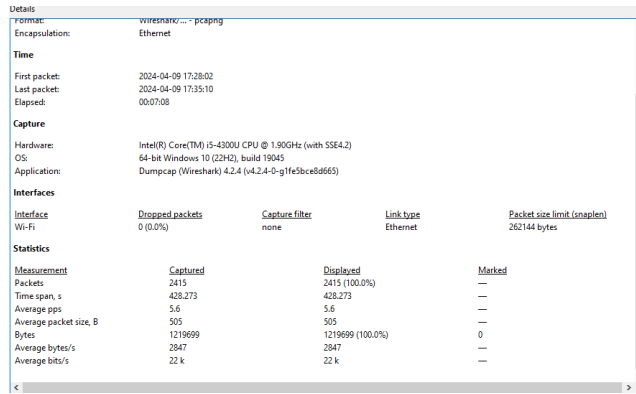 Details
Format: Wireshark/... - pcapng
Encapsulation: Ethernet
Time
First packet: 2024-04-09 17:28:02
Last packet: 2024-04-09 17:35:10
Elapsed: 00:07:08
Capture
Hardware: Intel(R) Core(TM) i5-4300U CPU @ 1.90GHz (with SSE4.2)
OS: 64-bit Windows 10 (22H2), build 19045
Application: Dumpcap (Wireshark) 4.2.4 (v4.2.4-0-g1fe5bce8d665)
Interfaces
Interface Dropped packets Capture filter Link type Packet size limit (snaplen)
Wi-Fi 0 (0.0%) none Ethernet 262144 bytes
Statistics
Measurement Captured Displayed Marked
Packets 2415 2415 (100.0%) —
Time span, s 428.273 428.273 —
Average pps 5.6 5.6 —
Average packet size, B 505 505 —
Bytes 1219699 1219699 (100.0%) 0
Average bytes/s 2847 2847 —
Average bits/s 22 k 22 k —